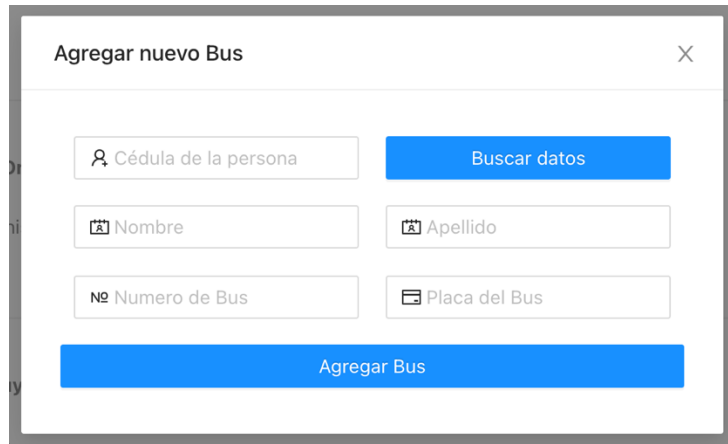 Agregar nuevo Bus
Cédula de la persona
Buscar datos
Nombre
Apellido
Nº Numero de Bus
Placa del Bus
Agregar Bus